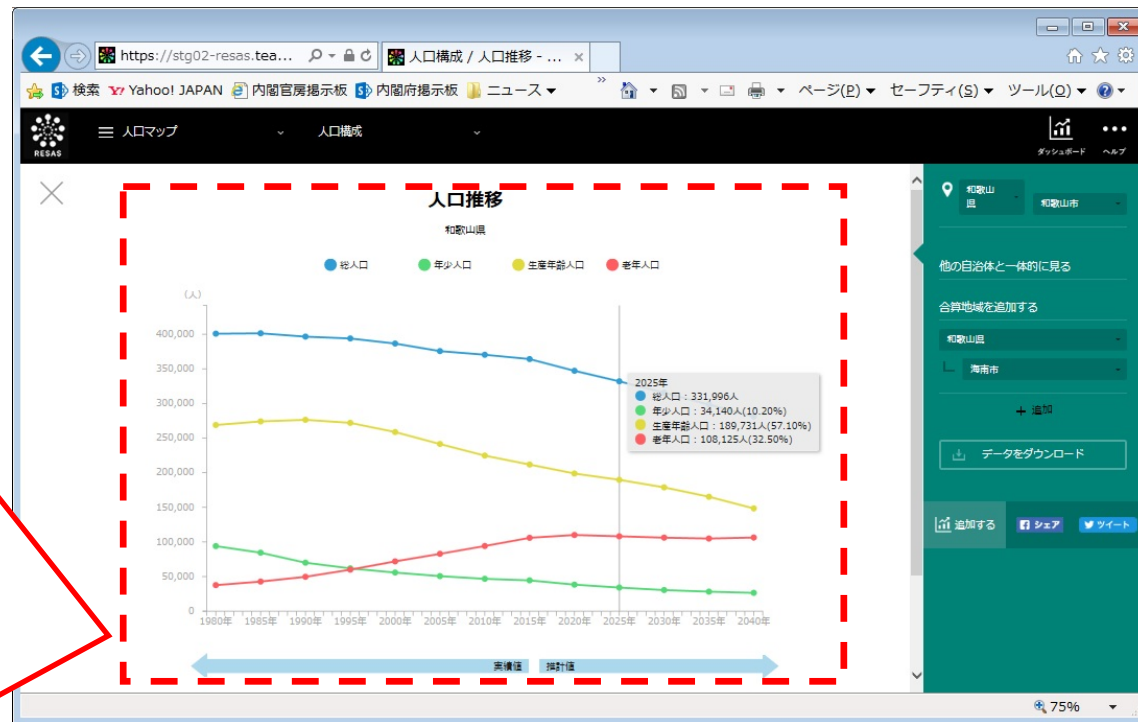 https://stg02-resas.tea...
人口構成 / 人口推移 - ...
検索
Yahoo! JAPAN
内閣官房掲示板
内閣府掲示板
ニュース
ページ(P)
セーフティ(S)
ツール(O)
RESAS
人口マップ
人口構成
ダッシュボード
ヘルプ
人口推移
和歌山県
総人口
年少人口
生産年齢人口
老年人口
(人)
400,000
350,000
300,000
250,000
200,000
150,000
100,000
50,000
0
1980年 1985年 1990年 1995年 2000年 2005年 2010年 2015年 2020年 2025年 2030年 2035年 2040年
2025年
総人口：331,996人
年少人口：34,140人(10.20%)
生産年齢人口：189,731人(57.10%)
老年人口：108,125人(32.50%)
実績値
推計値
和歌山
県
和歌山市
他の自治体と一体的に見る
合算地域を追加する
和歌山県
海南市
+ 追加
データをダウンロード
追加する
シェア
ツイート
75%